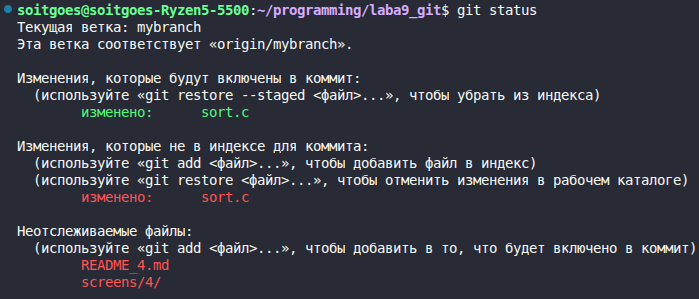 soitgoes@soitgoes-Ryzen5-5500:~/programming/laba9_git$ git status
Текущая ветка: mybranch
Эта ветка соответствует «origin/mybranch».
Изменения, которые будут включены в коммит:
(используйте «git restore --staged <файл>...», чтобы убрать из индекса)
изменено: sort.c
Изменения, которые не в индексе для коммита:
(используйте «git add <файл>...», чтобы добавить файл в индекс)
(используйте «git restore <файл>...», чтобы отменить изменения в рабочем каталоге)
изменено: sort.c
Неотслеживаемые файлы:
(используйте «git add <файл>...», чтобы добавить в то, что будет включено в коммит)
README_4.md
screens/4/